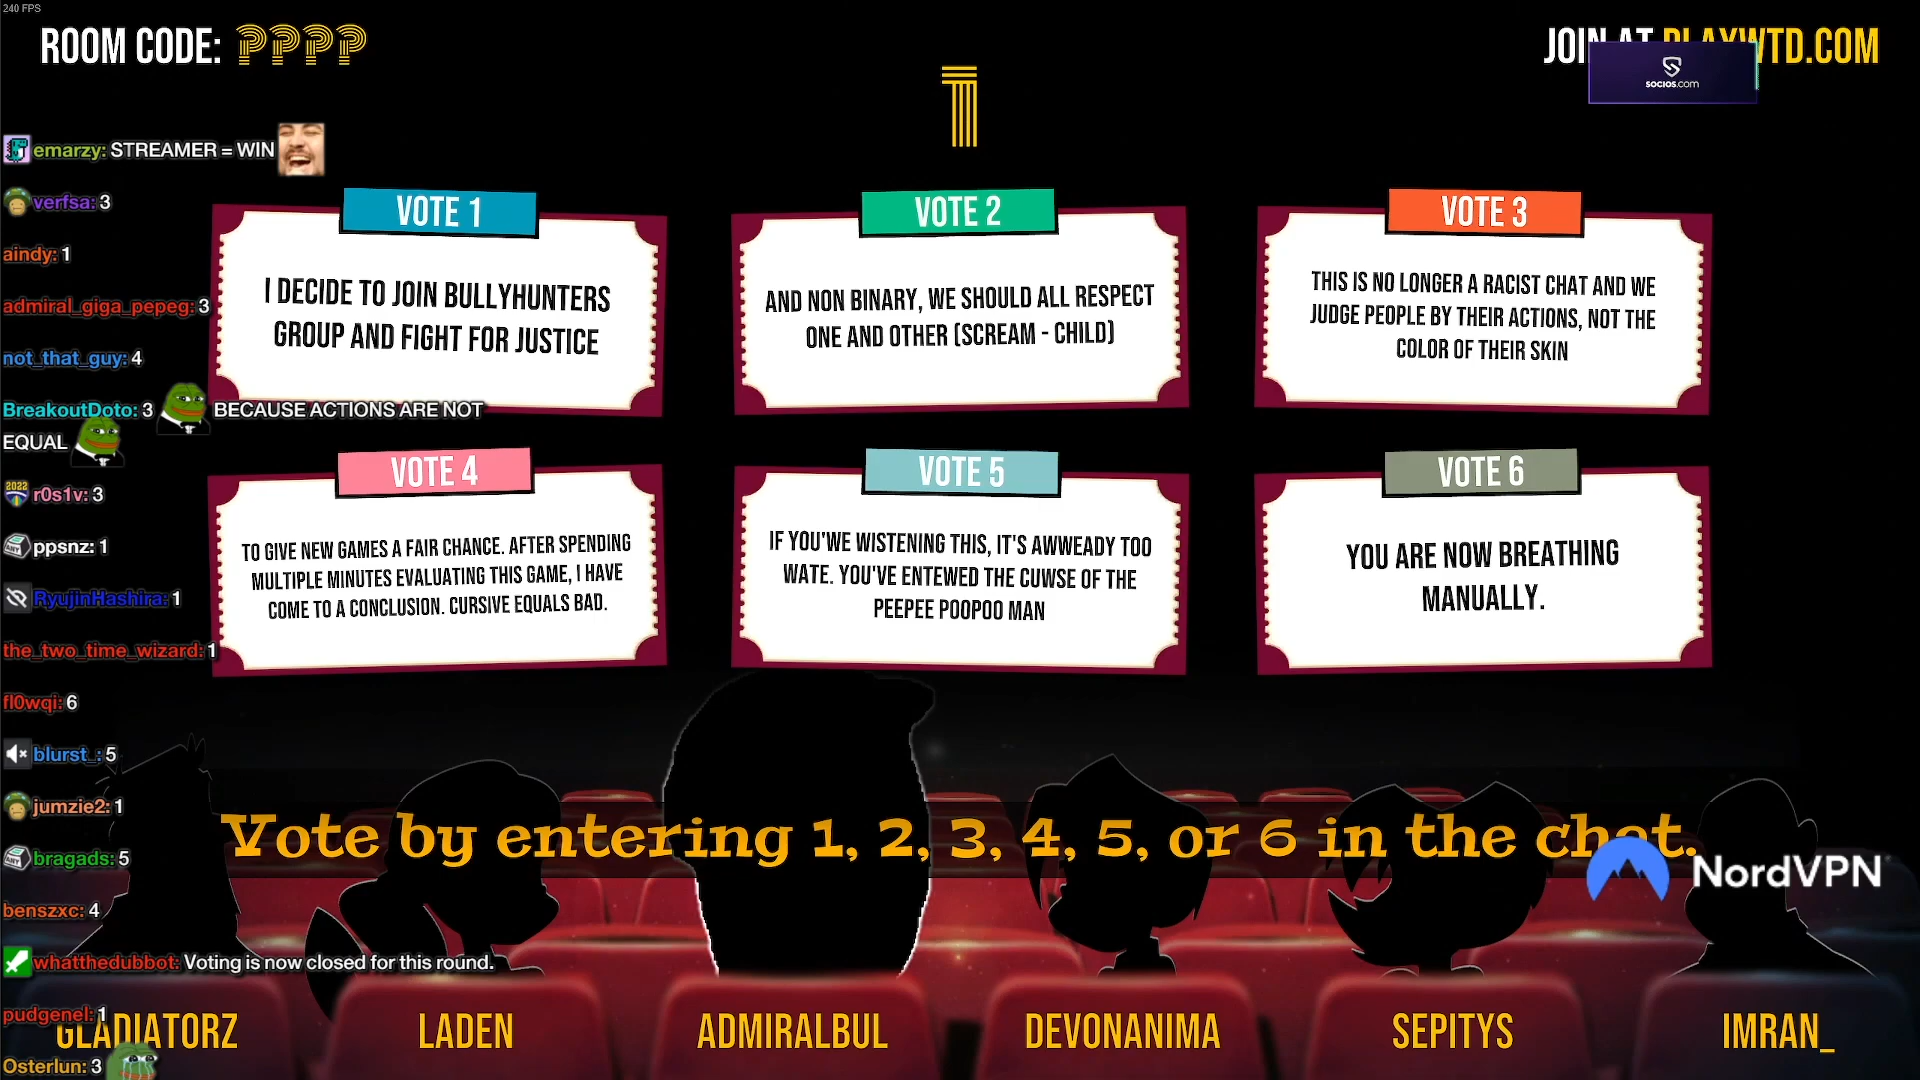 240 FPS
ROOM CODE: ????
JOIN AT PLAYWTD.COM
socios.com
1
emarzy: STREAMER = WIN
verfsa: 3
aindy: 1
admiral_giga_pepeg: 3
not_that_guy: 4
BreakoutDoto: 3 BECAUSE ACTIONS ARE NOT
EQUAL
2022 r0s1v: 3
ppsnz: 1
RyujinHashira: 1
the_two_time_wizard: 1
fl0wqi: 6
blurst_: 5
jumzie2: 1
bragads: 5
benszxc: 4
whatthedubbot: Voting is now closed for this round.
pudgenel: 1
Osterlun: 3
VOTE 1
I DECIDE TO JOIN BULLYHUNTERS
GROUP AND FIGHT FOR JUSTICE
VOTE 2
AND NON BINARY, WE SHOULD ALL RESPECT
ONE AND OTHER (SCREAM - CHILD)
VOTE 3
THIS IS NO LONGER A RACIST CHAT AND WE
JUDGE PEOPLE BY THEIR ACTIONS, NOT THE
COLOR OF THEIR SKIN
VOTE 4
TO GIVE NEW GAMES A FAIR CHANCE. AFTER SPENDING
MULTIPLE MINUTES EVALUATING THIS GAME, I HAVE
COME TO A CONCLUSION. CURSIVE EQUALS BAD.
VOTE 5
IF YOU'WE WISTENING THIS, IT'S AWWEADY TOO
WATE. YOU'VE ENTEWED THE CUWSE OF THE
PEEPEE POOPOO MAN
VOTE 6
YOU ARE NOW BREATHING
MANUALLY.
Vote by entering 1, 2, 3, 4, 5, or 6 in the chat.
NordVPN
GLADIATORZ
LADEN
ADMIRALBUL
DEVONANIMA
SEPITYS
IMRAN_